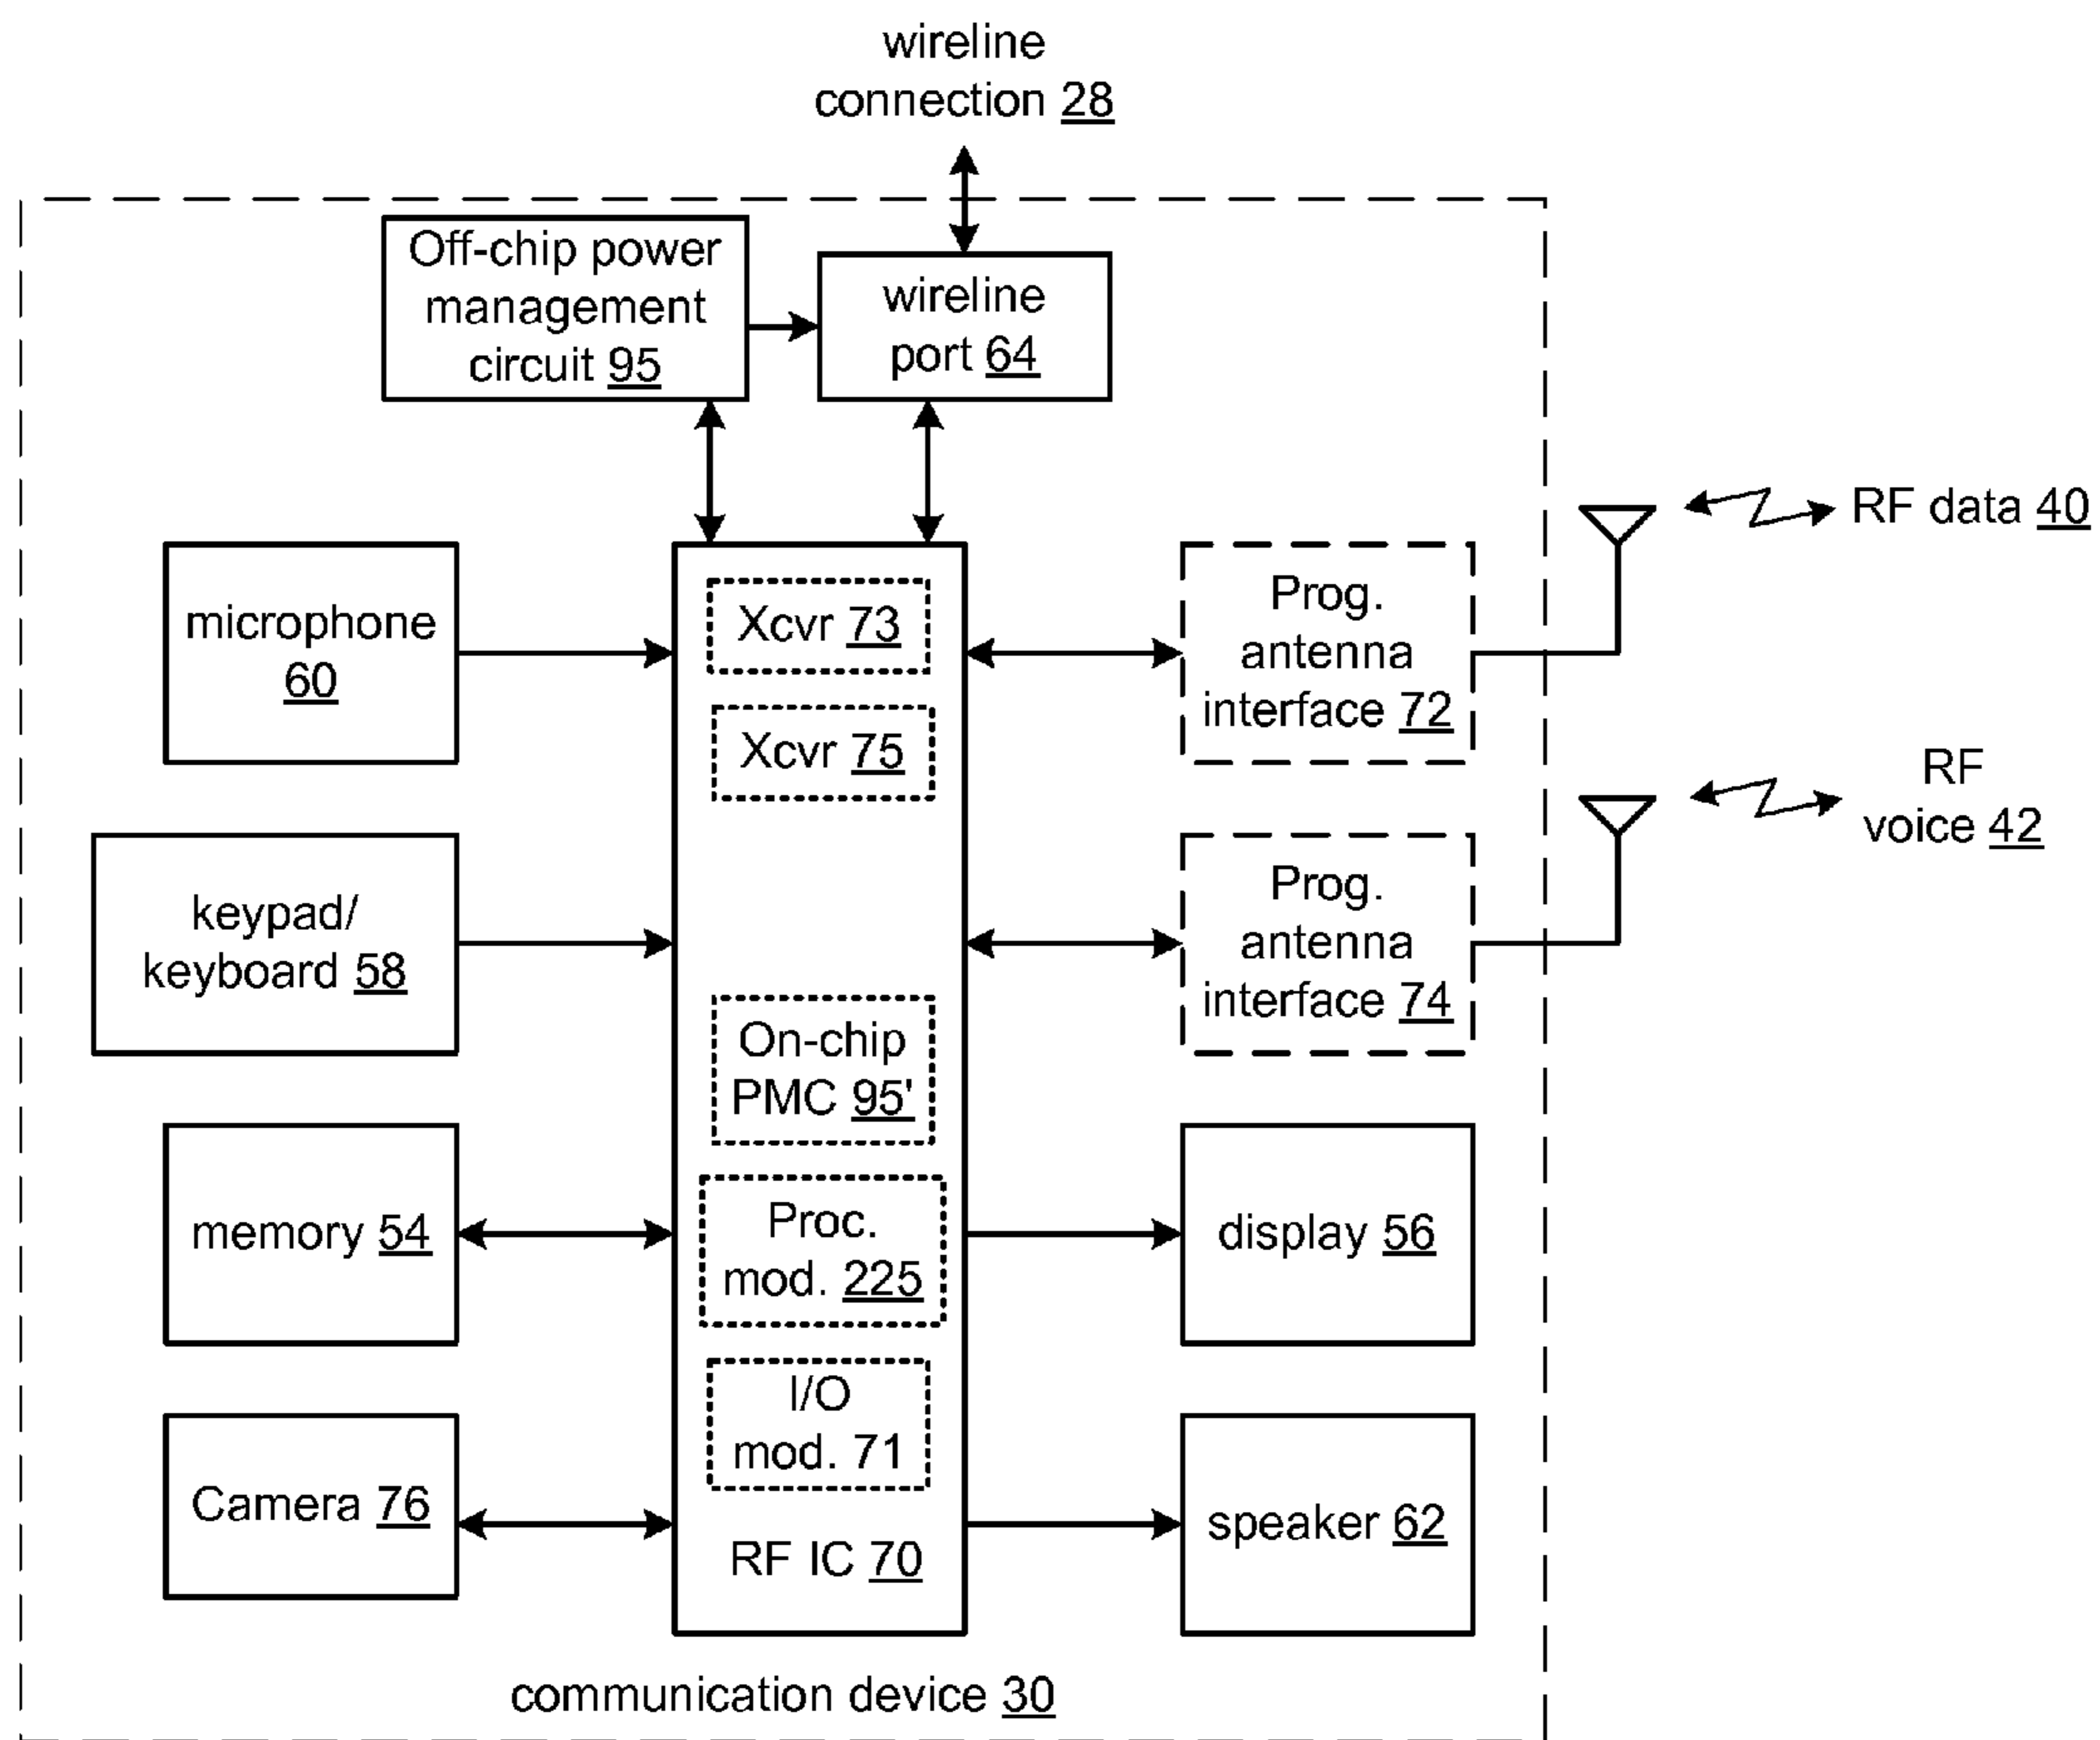 wireline
connection 28
Off-chip power
management
circuit 95
wireline
port 64
RF data 40
microphone
60
Xcvr 73
Xcvr 75
Prog.
antenna
interface 72
RF
voice 42
keypad/
keyboard 58
Prog.
antenna
interface 74
On-chip
PMC 95'
memory 54
Proc.
mod. 225
display 56
I/O
mod. 71
Camera 76
RF IC 70
speaker 62
communication device 30